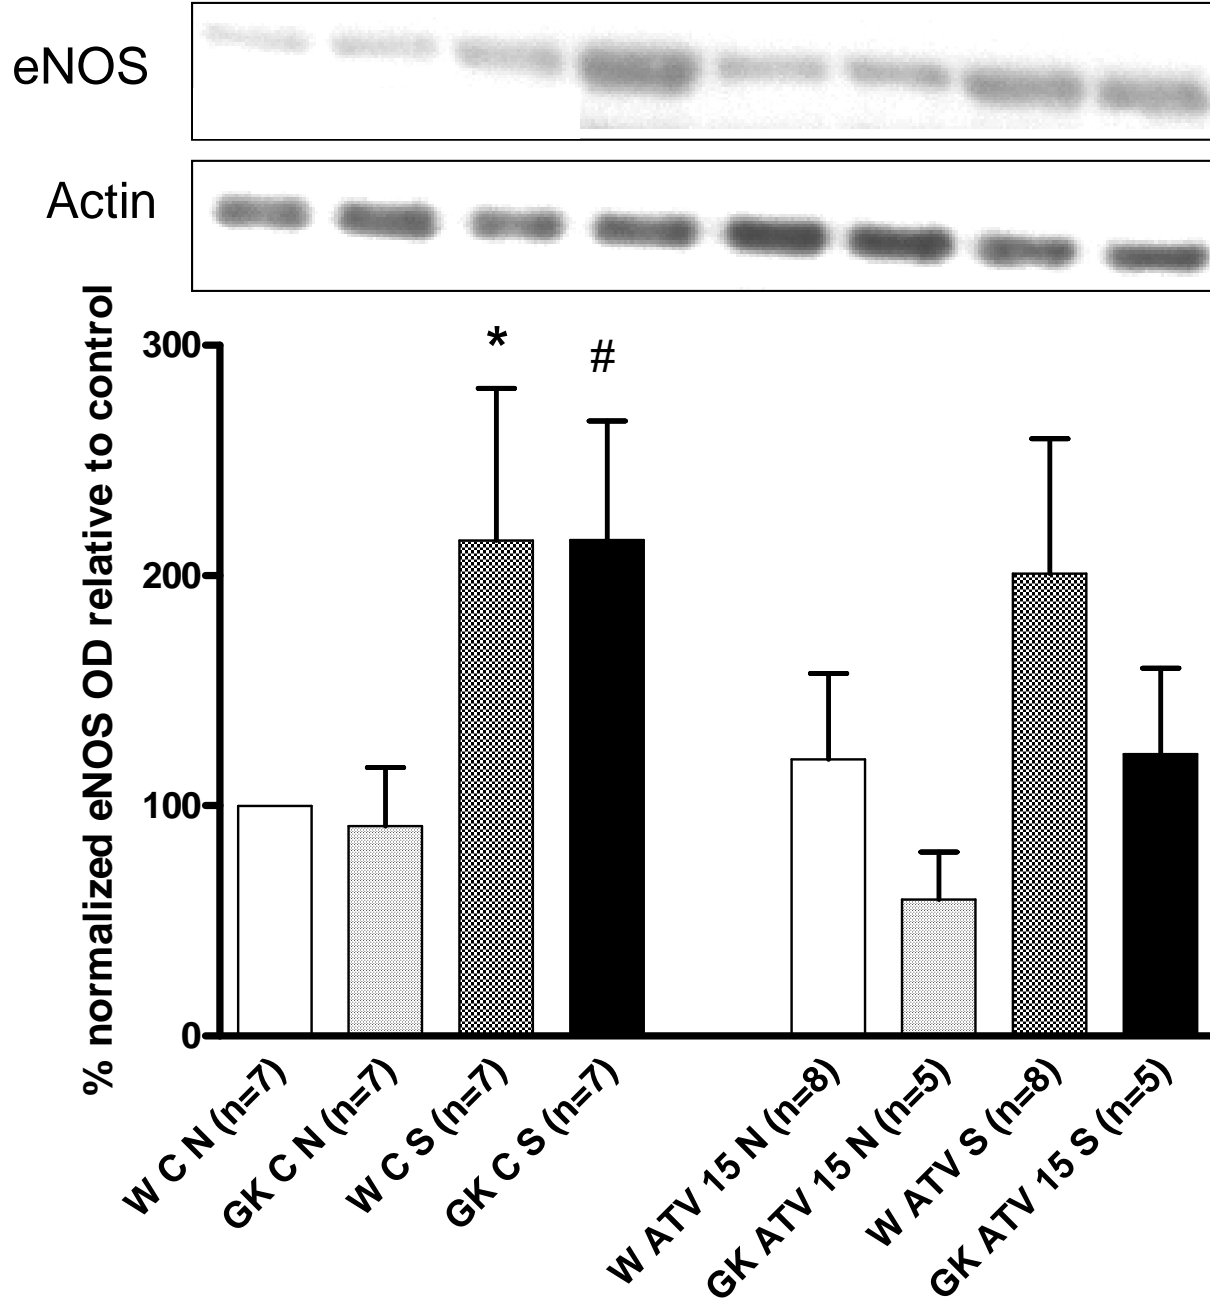 eNOS
Actin
% normalized eNOS OD relative to control
300
200
100
0
*
#
W C N (n=7)
GK C N (n=7)
W C S (n=7)
GK C S (n=7)
W ATV 15 N (n=8)
GK ATV 15 N (n=5)
W ATV S (n=8)
GK ATV 15 S (n=5)